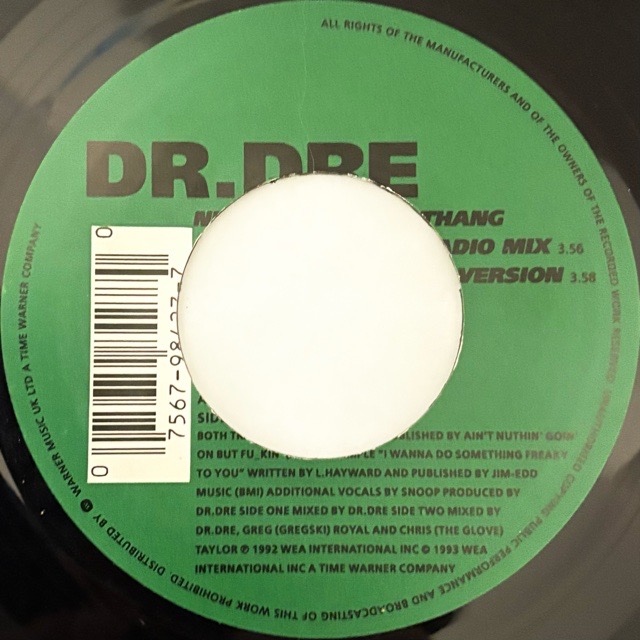 ALL RIGHTS OF THE MANUFACTURERS AND OF THE OWNERS OF THE RECORDED WORK RESERVED. UNAUTHORISED COPYING PUBLIC PERFORMANCE AND BROADCASTING OF THIS WORK PROHIBITED. DISTRIBUTED BY WARNER MUSIC UK LTD A TIME WARNER COMPANY
DR.DRE
THANG
ADIO MIX 3.56
VERSION 3.58
0 7567-98427-7 0
SID
BOTH TR PUBLISHED BY AIN'T NUTHIN' GOIN'
ON BUT FU_KIN' "I WANNA DO SOMETHING FREAKY
TO YOU" WRITTEN BY L.HAYWARD AND PUBLISHED BY JIM-EDD
MUSIC (BMI) ADDITIONAL VOCALS BY SNOOP PRODUCED BY
DR.DRE SIDE ONE MIXED BY DR.DRE SIDE TWO MIXED BY
DR.DRE, GREG (GREGSKI) ROYAL AND CHRIS (THE GLOVE)
TAYLOR ℗ 1992 WEA INTERNATIONAL INC © 1993 WEA
INTERNATIONAL INC A TIME WARNER COMPANY